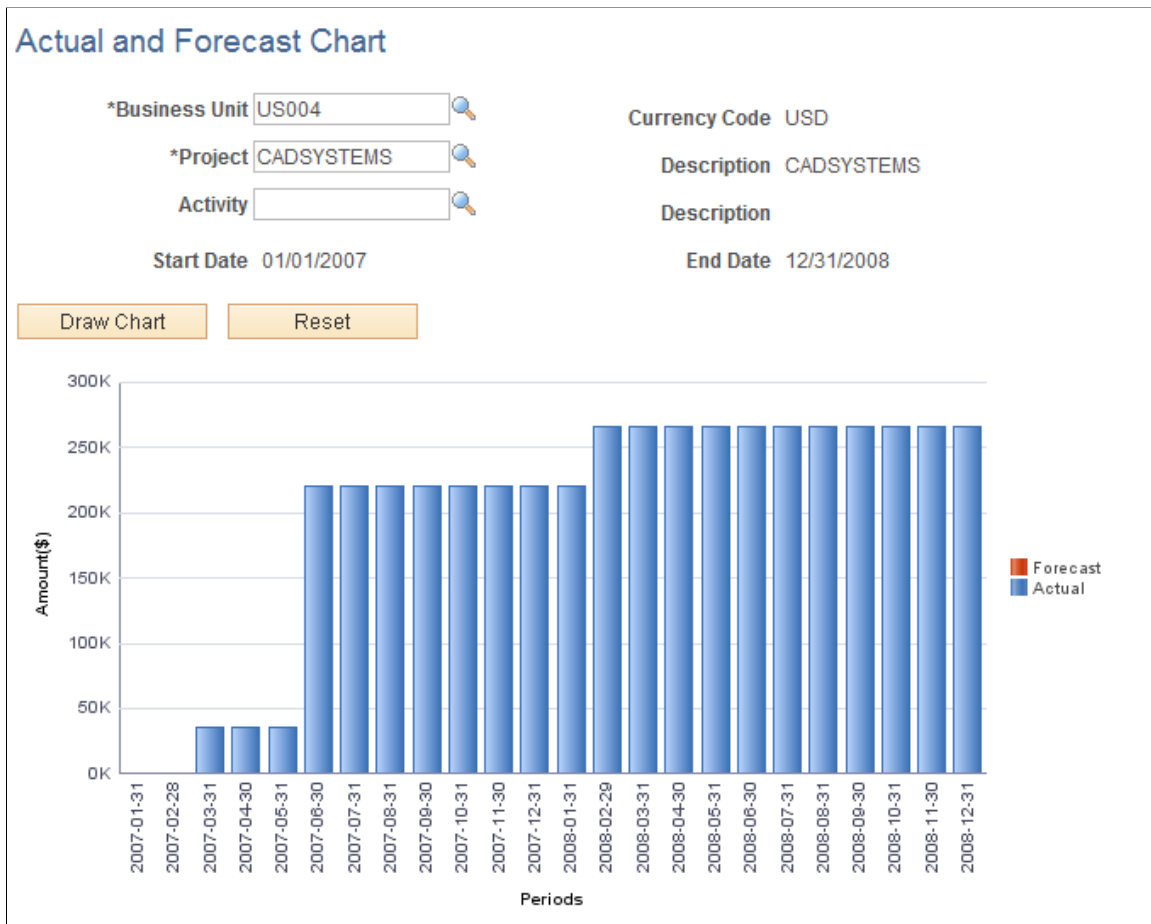 Actual and Forecast Chart
*Business Unit US004
Currency Code USD
*Project CADSYSTEMS
Description CADSYSTEMS
Activity
Description
Start Date 01/01/2007
End Date 12/31/2008
Draw Chart
Reset
300K
250K
200K
150K
100K
50K
0K
Amount($)
Forecast
Actual
2007-01-31
2007-02-28
2007-03-31
2007-04-30
2007-05-31
2007-06-30
2007-07-31
2007-08-31
2007-09-30
2007-10-31
2007-11-30
2007-12-31
2008-01-31
2008-02-29
2008-03-31
2008-04-30
2008-05-31
2008-06-30
2008-07-31
2008-08-31
2008-09-30
2008-10-31
2008-11-30
2008-12-31
Periods